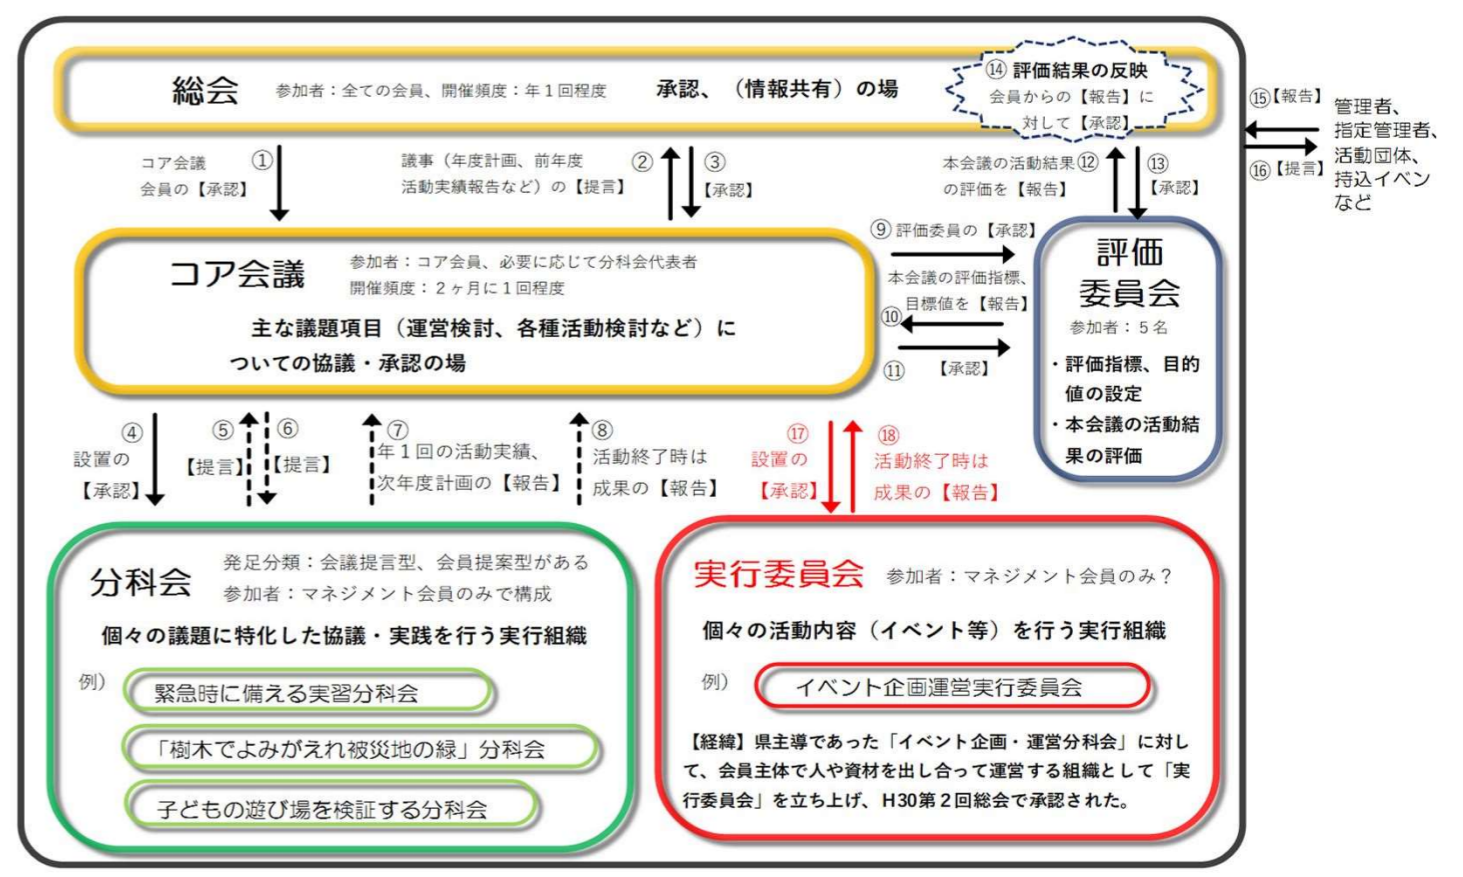 総会
参加者：全ての会員、開催頻度：年１回程度
承認、（情報共有）の場
⑭ 評価結果の反映
会員からの【報告】に
対して【承認】
⑮【報告】
⑯【提言】
管理者、
指定管理者、
活動団体、
持込イベン
など
コア会議
会員の【承認】
①
議事（年度計画、前年度
活動実績報告など）の【提言】
②
③
【承認】
本会議の活動結果
の評価を【報告】
⑫
⑬
【承認】
コア会議
参加者：コア会員、必要に応じて分科会代表者
開催頻度：２ヶ月に１回程度
主な議題項目（運営検討、各種活動検討など）に
ついての協議・承認の場
⑨ 評価委員の【承認】
本会議の評価指標、
目標値を【報告】
⑩
⑪
【承認】
評価
委員会
参加者：５名
・評価指標、目的
値の設定
・本会議の活動結
果の評価
④
設置の
【承認】
⑤
【提言】
⑥
【提言】
⑦
年１回の活動実績、
次年度計画の【報告】
⑧
活動終了時は
成果の【報告】
⑰
設置の
【承認】
⑱
活動終了時は
成果の【報告】
分科会
発足分類：会議提言型、会員提案型がある
参加者：マネジメント会員のみで構成
個々の議題に特化した協議・実践を行う実行組織
例）
緊急時に備える実習分科会
「樹木でよみがえれ被災地の緑」分科会
子どもの遊び場を検証する分科会
実行委員会
参加者：マネジメント会員のみ？
個々の活動内容（イベント等）を行う実行組織
例）
イベント企画運営実行委員会
【経緯】県主導であった「イベント企画・運営分科会」に対し
て、会員主体で人や資材を出し合って運営する組織として「実
行委員会」を立ち上げ、H30第２回総会で承認された。